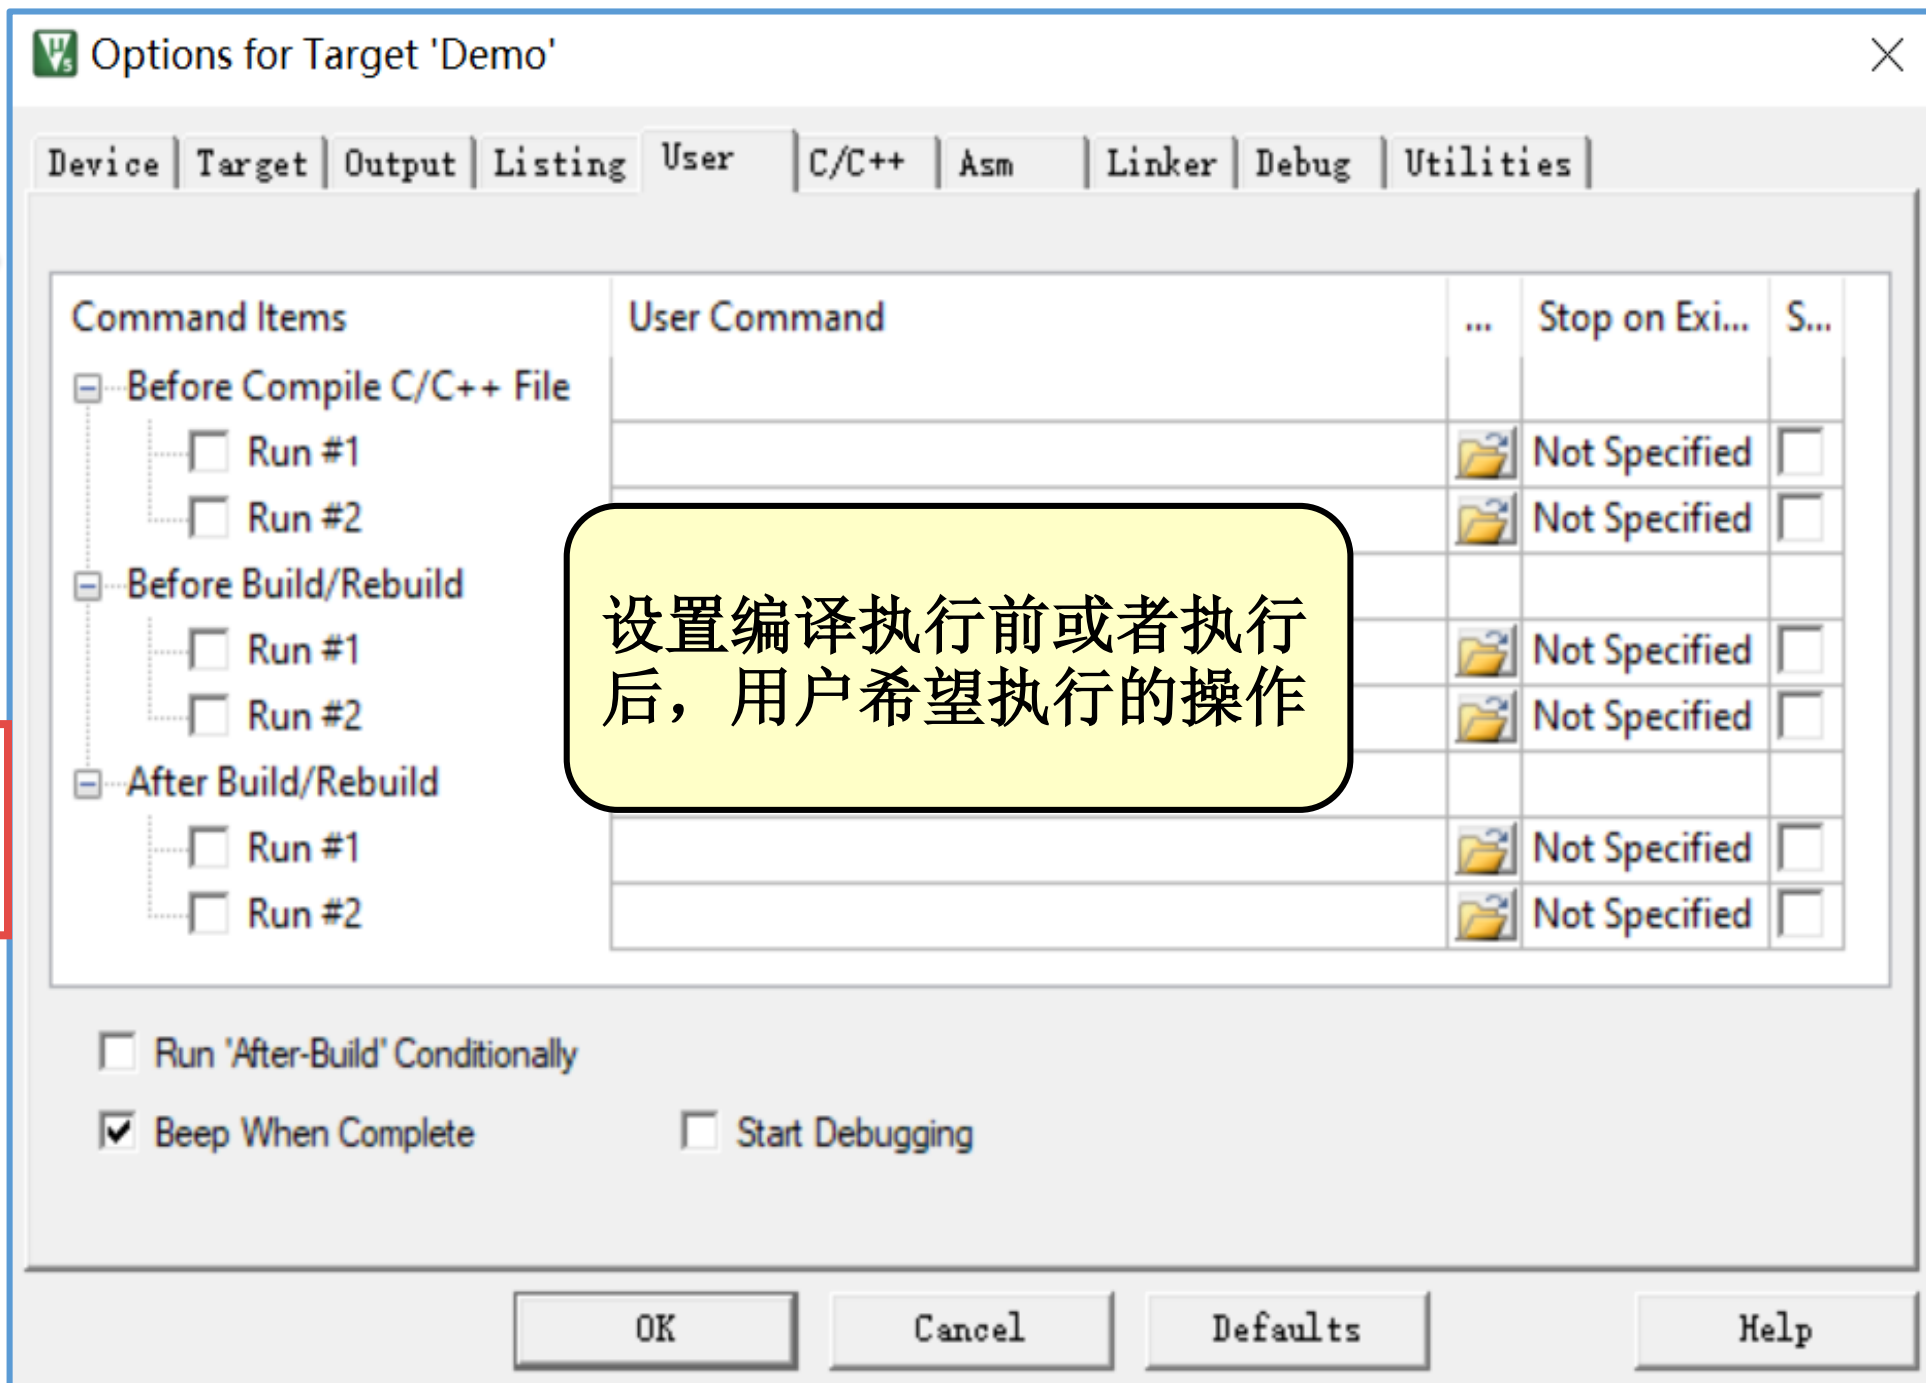 Options for Target 'Demo'
Device Target Output Listing User C/C++ Asm Linker Debug Utilities
Command Items User Command ... Stop on Exi... S...
Before Compile C/C++ File
Run #1 Not Specified
Run #2 Not Specified
Before Build/Rebuild
Run #1 Not Specified
Run #2 Not Specified
After Build/Rebuild
Run #1 Not Specified
Run #2 Not Specified
设置编译执行前或者执行
后，用户希望执行的操作
Run 'After-Build' Conditionally
Beep When Complete Start Debugging
OK Cancel Defaults Help